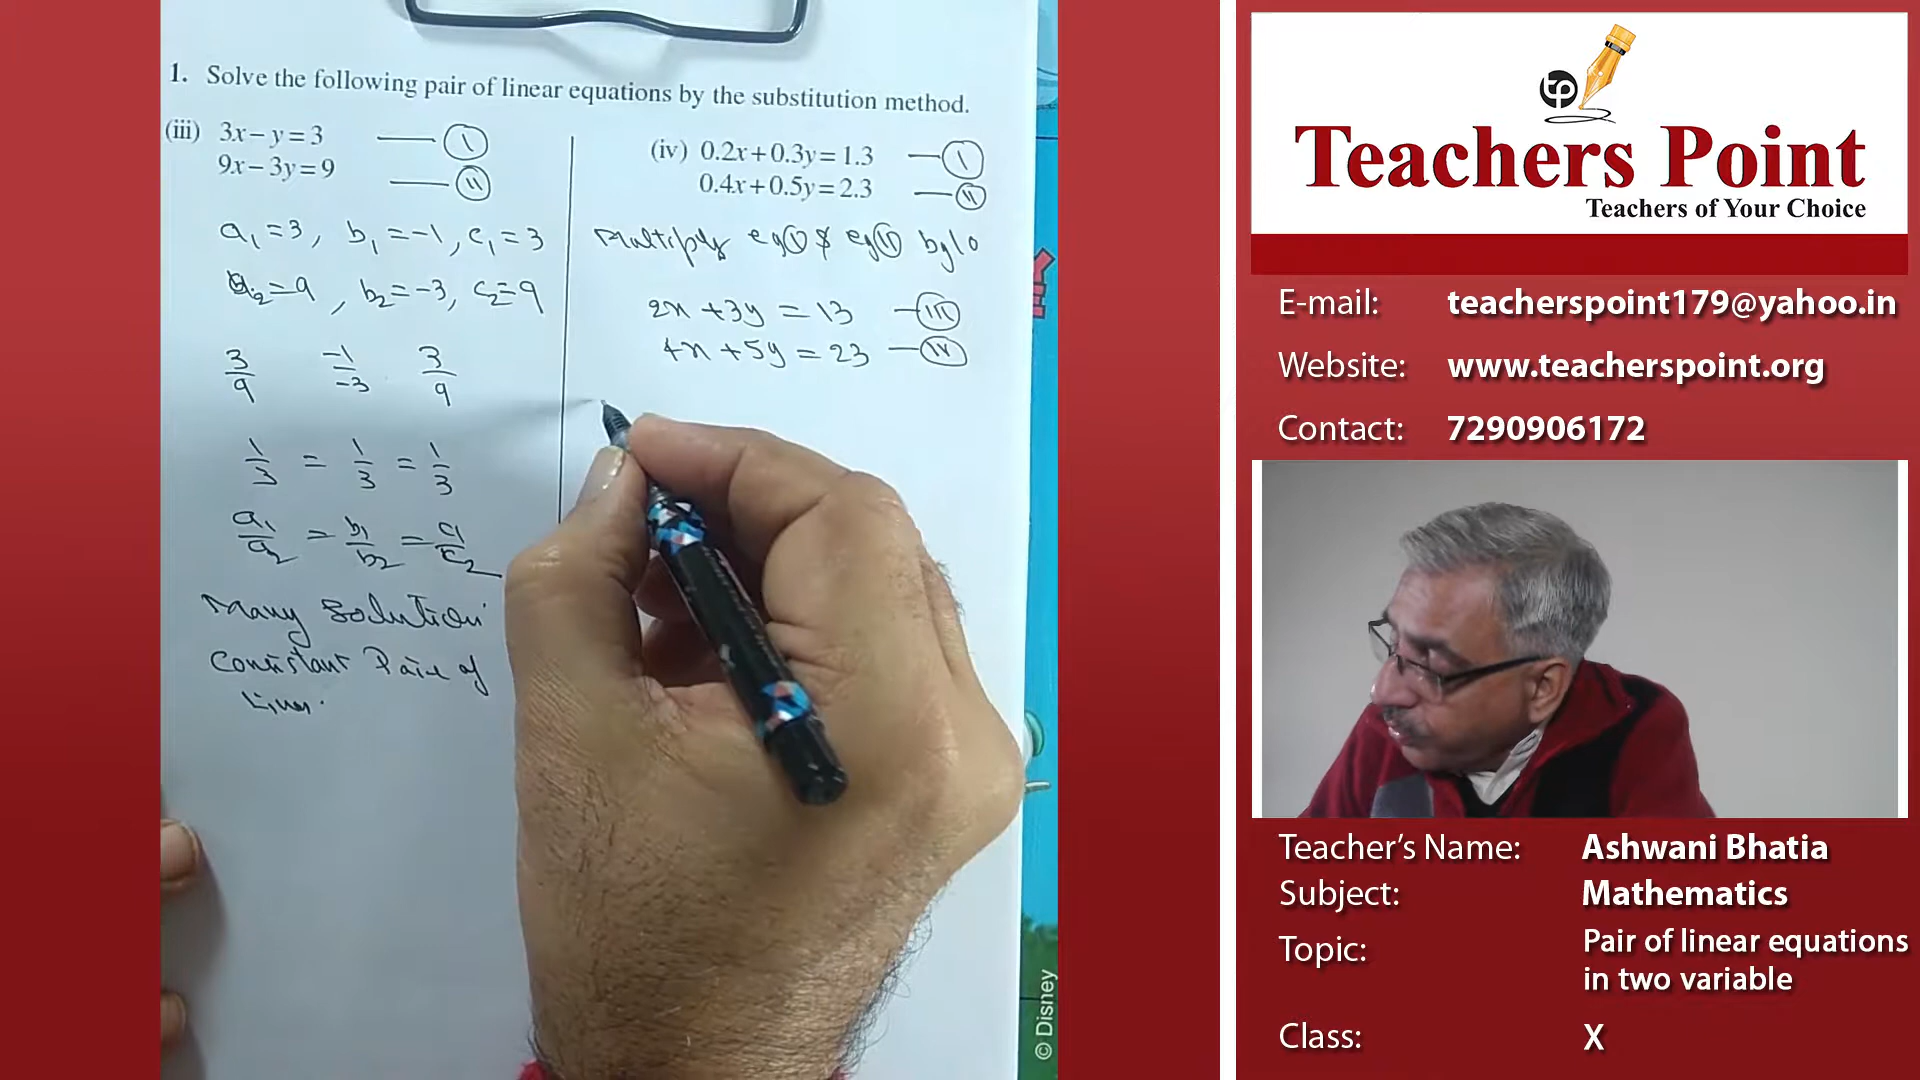 1. Solve the following pair of linear equations by the substitution method.
(iii) 3x – y = 3 — I
9x – 3y = 9 — II
a₁ = 3, b₁ = -1, c₁ = 3
a₂ = 9, b₂ = -3, c₂ = 9
3/9 -1/-3 3/9
1/3 = 1/3 = 1/3
a₁/a₂ = b₁/b₂ = c₁/c₂
Many solution
Constant Pair of
Lines.
(iv) 0.2x + 0.3y = 1.3 — I
0.4x + 0.5y = 2.3 — II
Multiply eq I & eq II by 10
2x + 3y = 13 — III
4x + 5y = 23 — IV
© Disney
tp
Teachers Point
Teachers of Your Choice
E-mail: teacherspoint179@yahoo.in
Website: www.teacherspoint.org
Contact: 7290906172
Teacher's Name: Ashwani Bhatia
Subject: Mathematics
Topic: Pair of linear equations
in two variable
Class: X